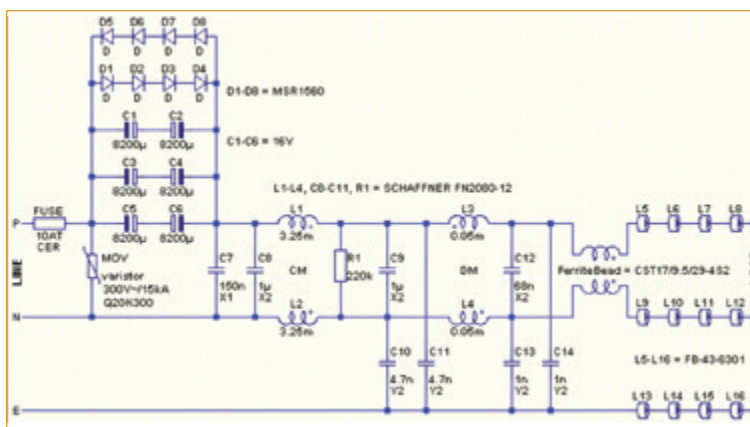 D5 D6 D7 D8
D D D D
D1 D2 D3 D4
D D D D
D1-D8 = MSR1560
C1 C2
8200µ 8200µ
C1-C6 = 16V
C3 C4
8200µ 8200µ
L1-L4, C8-C11, R1 = SCHAFFNER FN2080-12
P
FUSE
10AT
CER
C5 C6
8200µ 8200µ
L1
3.25m
L3
0.05m
L5 L6 L7 L8
LINE
MOV
varistor
300V~/15kA
Q20K300
C7
150n
X1
C8
1µ
X2
CM
R1
220k
C9
1µ
X2
DM
C12
68n
X2
FerriteBead = CST17/9.5/29-4S2
N
L2
3.25m
L4
0.05m
L9 L10 L11 L12
C10
4.7n
Y2
C11
4.7n
Y2
C13
1n
Y2
C14
1n
Y2
L5-L16 = FB-43-6301
E
L13 L14 L15 L16